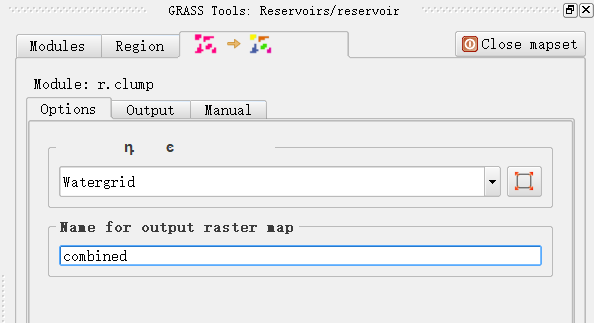 GRASS Tools: Reservoirs/reservoir
Modules Region Close mapset
Module: r.clump
Options Output Manual
Watergrid
Name for output raster map
combined